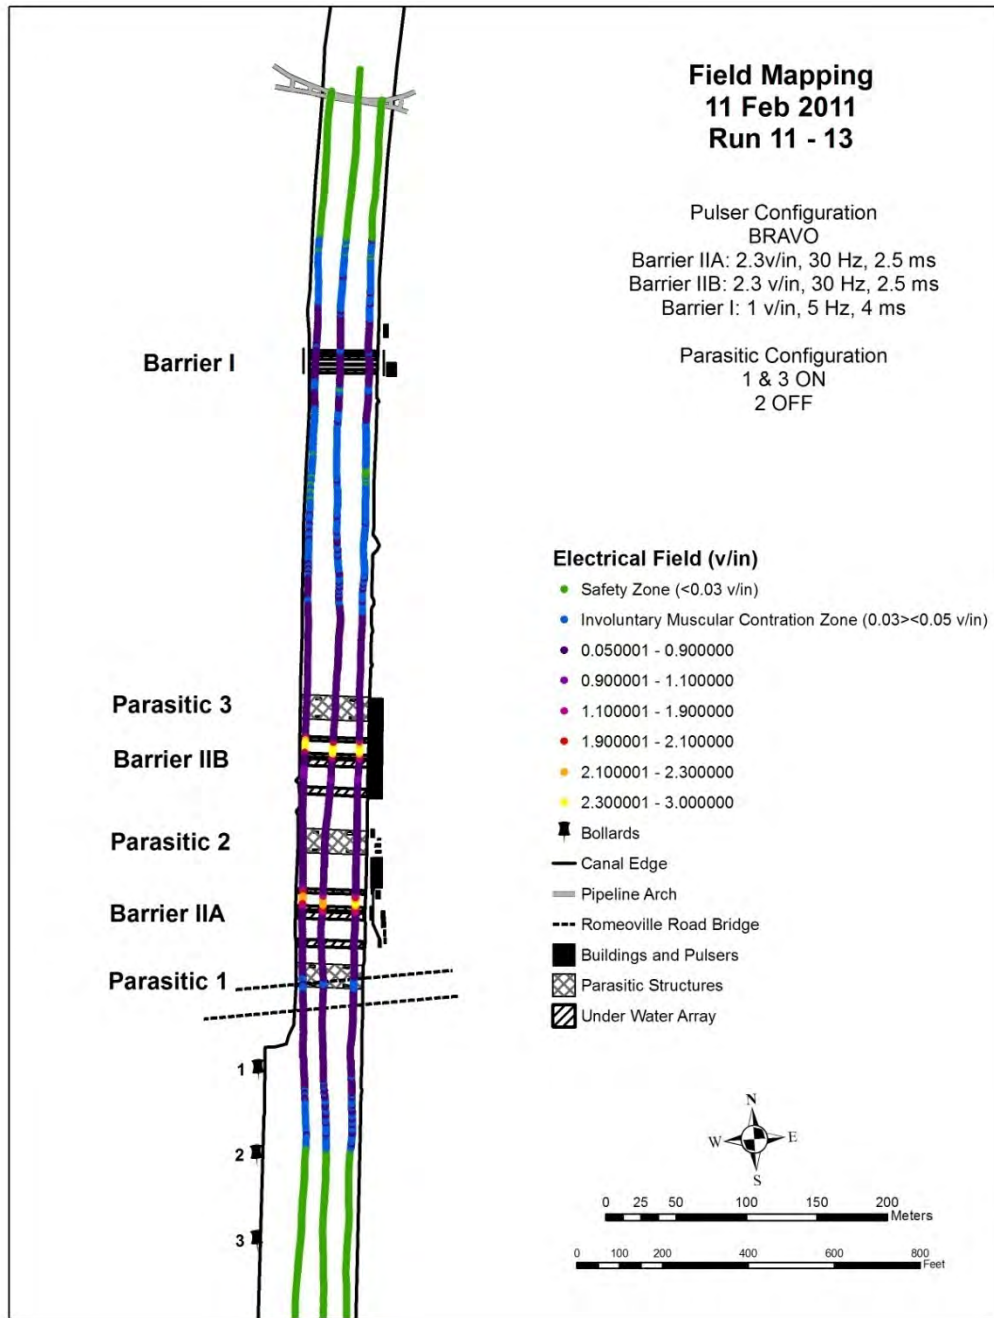 Field Mapping
11 Feb 2011
Run 11 - 13
Pulser Configuration
BRAVO
Barrier IIA: 2.3v/in, 30 Hz, 2.5 ms
Barrier IIB: 2.3 v/in, 30 Hz, 2.5 ms
Barrier I: 1 v/in, 5 Hz, 4 ms
Parasitic Configuration
1 & 3 ON
2 OFF
Barrier I
Parasitic 3
Barrier IIB
Parasitic 2
Barrier IIA
Parasitic 1
1
2
3
Electrical Field (v/in)
Safety Zone (<0.03 v/in)
Involuntary Muscular Contration Zone (0.03><0.05 v/in)
0.050001 - 0.900000
0.900001 - 1.100000
1.100001 - 1.900000
1.900001 - 2.100000
2.100001 - 2.300000
2.300001 - 3.000000
Bollards
Canal Edge
Pipeline Arch
Romeoville Road Bridge
Buildings and Pulsers
Parasitic Structures
Under Water Array
N
W E
S
0 25 50 100 150 200
Meters
0 100 200 400 600 800
Feet